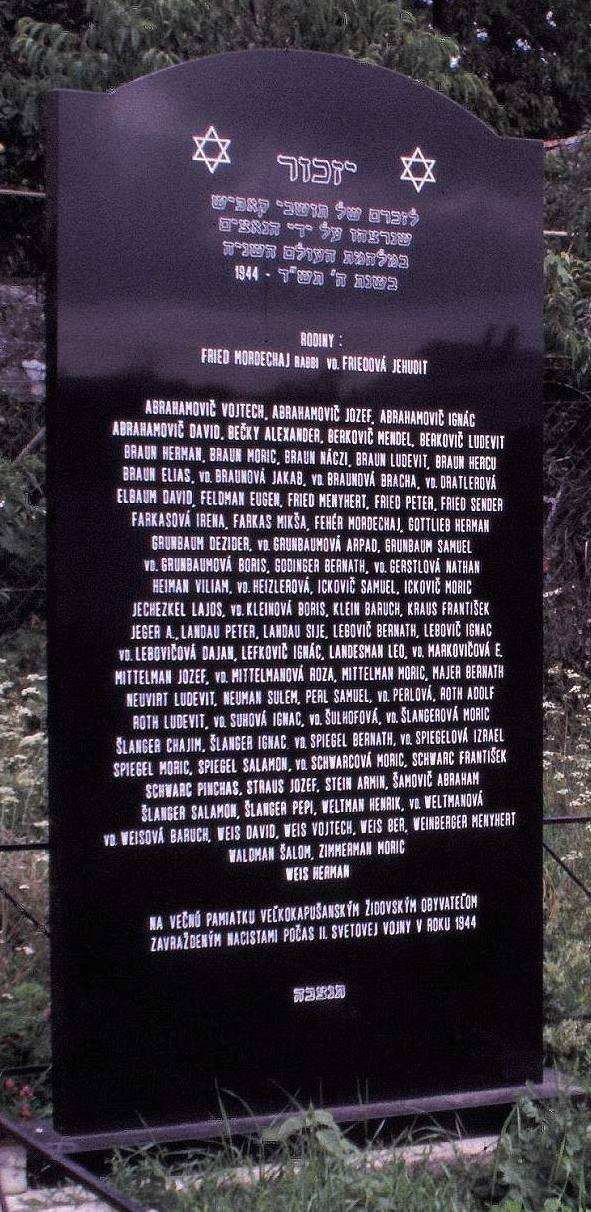 יזכור
לזכרם של תושבי קאפיש
שנרצחו על ידי הנאצים
במלחמת העולם השניה
בשנת ה' תש"ד - 1944
RODINY :
FRIED MORDECHAJ RABBI VD. FRIEDOVÁ JEHUDIT
ABRAHAMOVIČ VOJTECH, ABRAHAMOVIČ JOZEF, ABRAHAMOVIČ IGNÁC
ABRAHAMOVIČ DAVID, BEČKY ALEXANDER, BERKOVIČ MENDEL, BERKOVIČ LUDEVIT
BRAUN HERMAN, BRAUN MORIC, BRAUN NÁCZI, BRAUN LUDEVIT, BRAUN HERCU
BRAUN ELIAS, VD. BRAUNOVÁ JAKAB, VD. BRAUNOVÁ BRACHA, VD. DRATLEROVÁ
ELBAUM DAVID, FELDMAN EUGEN, FRIED MENYHERT, FRIED PETER, FRIED SENDER
FARKASOVÁ IRENA, FARKAS MIKŠA, FEHÉR MORDECHAJ, GOTTLIEB HERMAN
GRUNBAUM DEZIDER, VD. GRUNBAUMOVÁ ARPAD, GRUNBAUM SAMUEL
VD. GRUNBAUMOVÁ BORIS, GODINGER BERNATH, VD. GERSTLOVÁ NATHAN
HEIMAN VILIAM, VD. HEIZLEROVÁ, ICKOVIČ SAMUEL, ICKOVIČ MORIC
JECHEZKEL LAJOS, VD. KLEINOVÁ BORIS, KLEIN BARUCH, KRAUS FRANTIŠEK
JEGER A., LANDAU PETER, LANDAU SIJE, LEBOVIČ BERNATH, LEBOVIČ IGNAC
VD. LEBOVIČOVÁ DAJAN, LEFKOVIČ IGNÁC, LANDESMAN LEO, VD. MARKOVIČOVÁ E.
MITTELMAN JOZEF, VD. MITTELMANOVÁ ROZA, MITTELMAN MORIC, MAJER BERNATH
NEUVIRT LUDEVIT, NEUMAN SULEM, PERL SAMUEL, VD. PERLOVÁ, ROTH ADOLF
ROTH LUDEVIT, VD. SUHOVÁ IGNAC, VD. ŠULHOFOVÁ, VD. ŠLANGEROVÁ MORIC
ŠLANGER CHAJIM, ŠLANGER IGNAC VD. SPIEGEL BERNATH, VD. SPIEGELOVÁ IZRAEL
SPIEGEL MORIC, SPIEGEL SALAMON, VD. SCHWARCOVÁ MORIC, SCHWARC FRANTIŠEK
SCHWARC PINCHAS, STRAUS JOZEF, STEIN ARMIN, ŠAMOVIČ ABRAHAM
ŠLANGER SALAMON, ŠLANGER PEPI, WELTMAN HENRIK, VD. WELTMANOVÁ
VD. WEISOVÁ BARUCH, WEIS DAVID, WEIS VOJTECH, WEIS BER, WEINBERGER MENYHERT
WALDMAN ŠALOM, ZIMMERMAN MORIC
WEIS HERMAN
NA VEČNÚ PAMIATKU VEĽKOKAPUŠANSKÝM ŽIDOVSKÝM OBYVATEĽOM
ZAVRAŽDENÝM NACISTAMI POČAS II. SVETOVEJ VOJNY V ROKU 1944
תנצבה